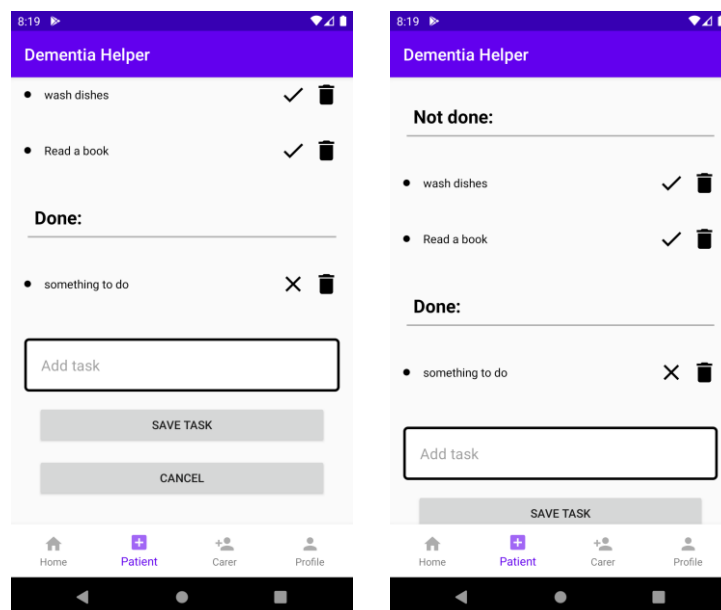 8:19
Dementia Helper
wash dishes
Read a book
Done:
something to do
Add task
SAVE TASK
CANCEL
Home Patient Carer Profile
8:19
Dementia Helper
Not done:
wash dishes
Read a book
Done:
something to do
Add task
SAVE TASK
Home Patient Carer Profile